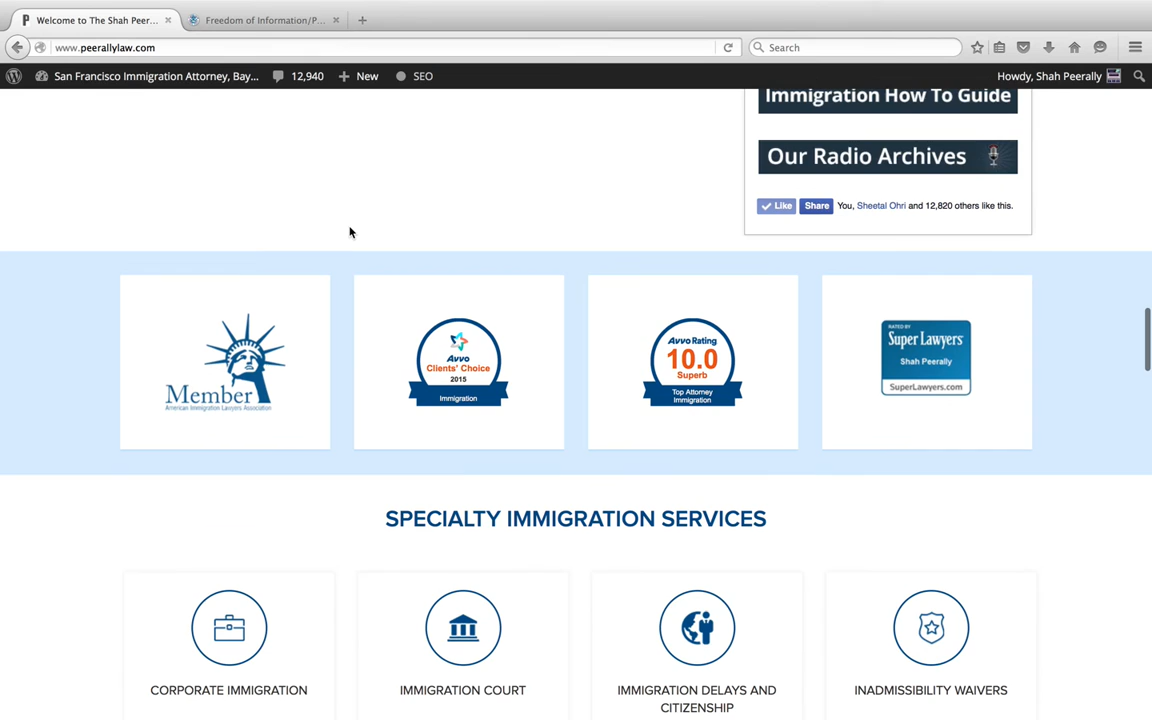 Welcome to The Shah Peer...
Freedom of Information/P...
www.peerallylaw.com
Search
San Francisco Immigration Attorney, Bay...
12,940
New
SEO
Howdy, Shah Peerally
Immigration How To Guide
Our Radio Archives
Like
Share
You, Sheetal Ohri and 12,820 others like this.
Member
American Immigration Lawyers Association
Avvo
Clients' Choice
2015
Immigration
Avvo Rating
10.0
Superb
Top Attorney
Immigration
RATED BY
Super Lawyers
Shah Peerally
SuperLawyers.com
SPECIALTY IMMIGRATION SERVICES
CORPORATE IMMIGRATION
IMMIGRATION COURT
IMMIGRATION DELAYS AND
CITIZENSHIP
INADMISSIBILITY WAIVERS